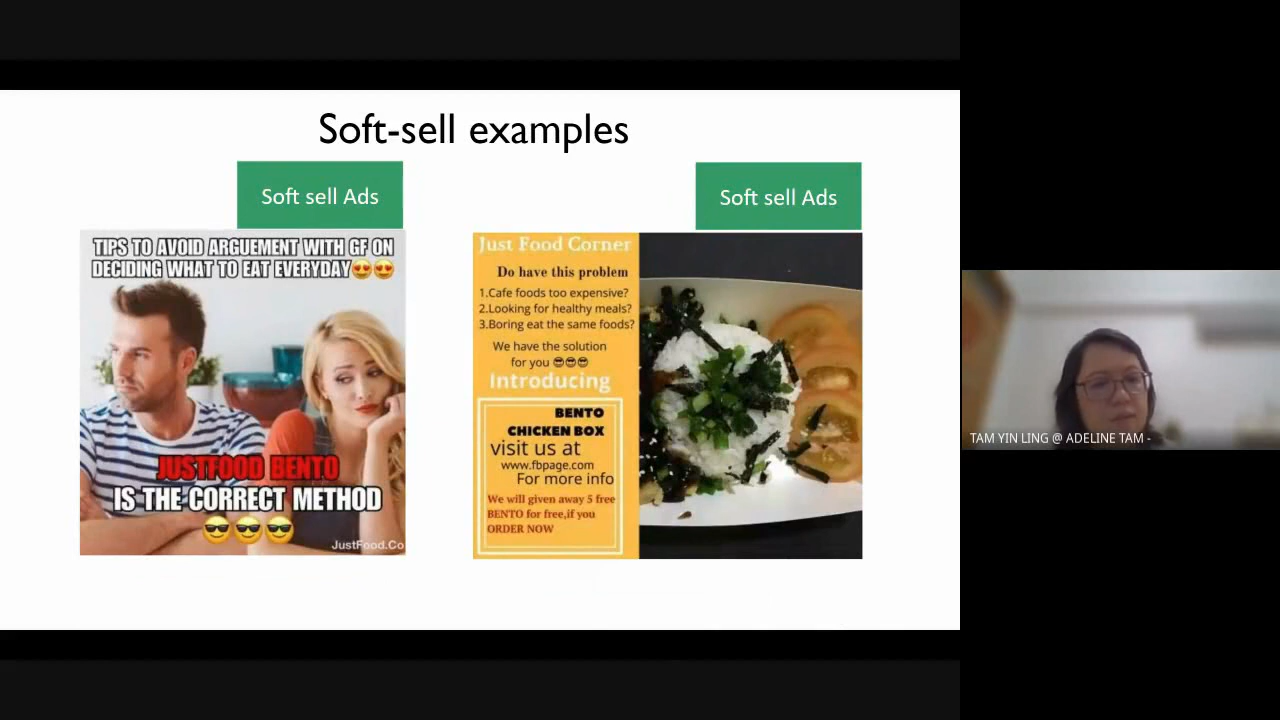 Soft-sell examples
Soft sell Ads
TIPS TO AVOID ARGUEMENT WITH GF ON
DECIDING WHAT TO EAT EVERYDAY😍😍
JUSTFOOD BENTO
IS THE CORRECT METHOD
😎😎😎
JustFood.Co
Soft sell Ads
Just Food Corner
Do have this problem
1.Cafe foods too expensive?
2.Looking for healthy meals?
3.Boring eat the same foods?
We have the solution
for you 😎😎😎
Introducing
BENTO
CHICKEN BOX
visit us at
www.fbpage.com
For more info
We will given away 5 free
BENTO for free,if you
ORDER NOW
TAM YIN LING @ ADELINE TAM -